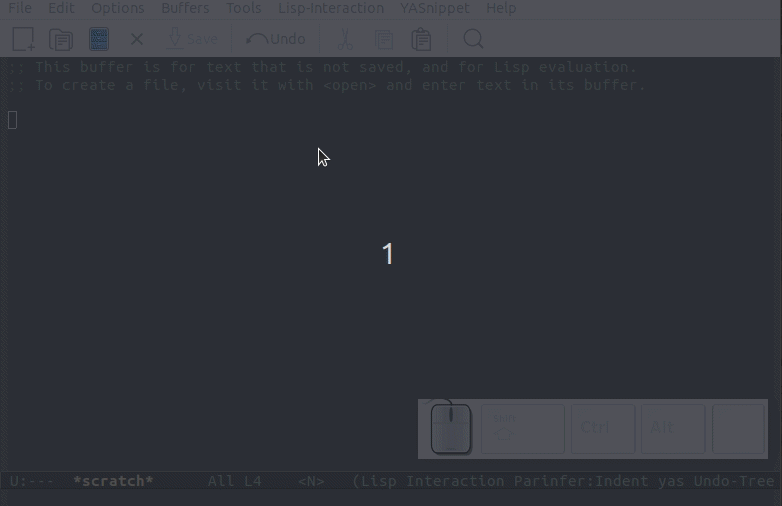 File Edit Options Buffers Tools Lisp-Interaction YASnippet Help
Save Undo
;; This buffer is for text that is not saved, and for Lisp evaluation.
;; To create a file, visit it with <open> and enter text in its buffer.
1
Shift Ctrl Alt
U:--- *scratch* All L4 <N> (Lisp Interaction Parinfer:Indent yas Undo-Tree